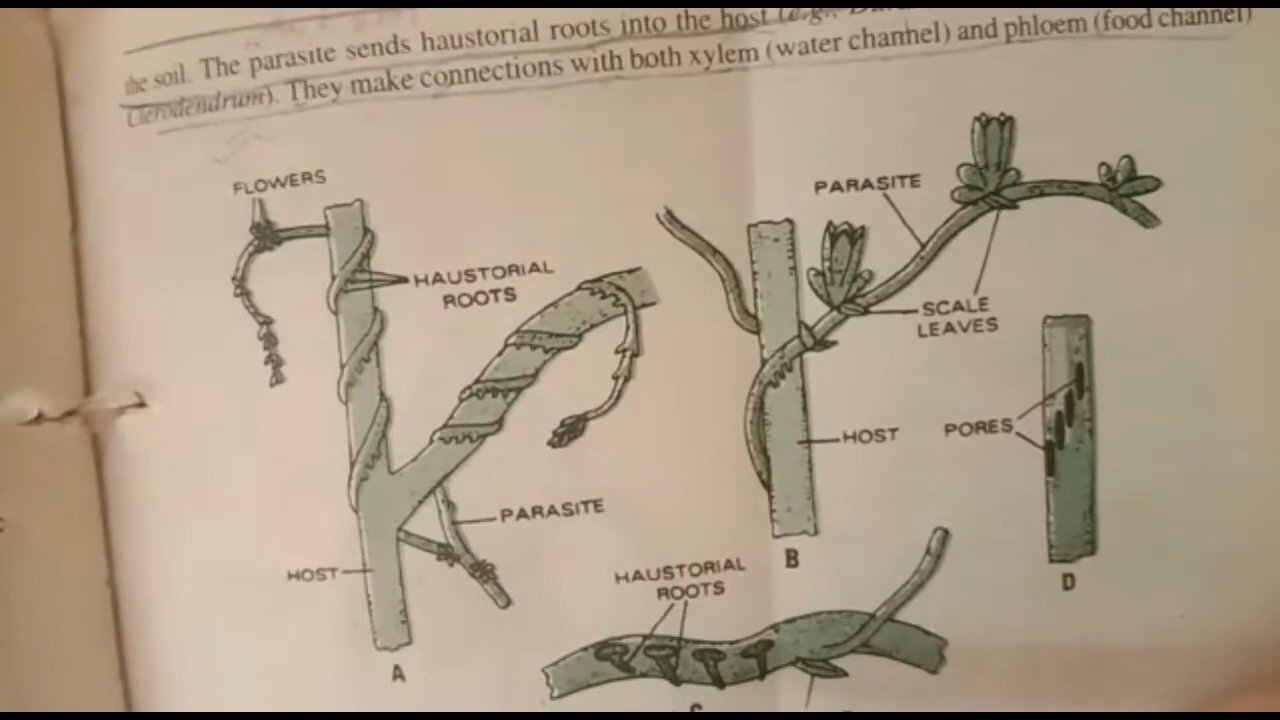 the soil. The parasite sends haustorial roots into the host (e.g.,
Clerodendrum). They make connections with both xylem (water channel) and phloem (food channel)
FLOWERS
HAUSTORIAL
ROOTS
PARASITE
HOST
A
PARASITE
SCALE
LEAVES
HOST
B
PORES
D
HAUSTORIAL
ROOTS
C